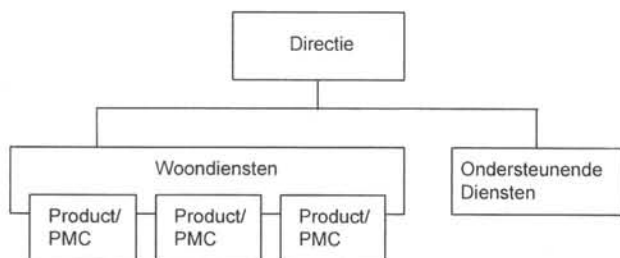 Directie
Woondiensten
Ondersteunende
Diensten
Product/
PMC
Product/
PMC
Product/
PMC